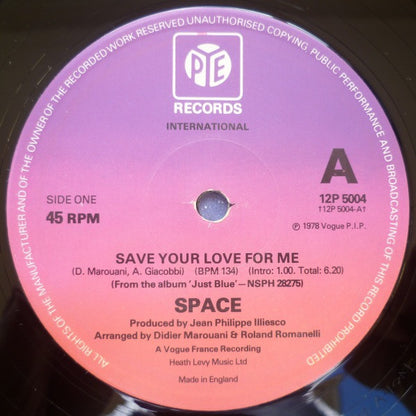 ALL RIGHTS OF THE MANUFACTURER AND OF THE OWNER OF THE RECORDED WORK RESERVED UNAUTHORISED COPYING PUBLIC PERFORMANCE AND BROADCASTING OF THIS RECORD PROHIBITED
PYE
RECORDS
INTERNATIONAL
A
SIDE ONE
45 RPM
12P 5004
†12P 5004-A†
℗ 1978 Vogue P.I.P.
SAVE YOUR LOVE FOR ME
(D. Marouani, A. Giacobbi) (BPM 134) (Intro: 1.00. Total: 6.20)
(From the album 'Just Blue'—NSPH 28275)
SPACE
Produced by Jean Philippe Illiesco
Arranged by Didier Marouani & Roland Romanelli
A Vogue France Recording
Heath Levy Music Ltd
Made in England